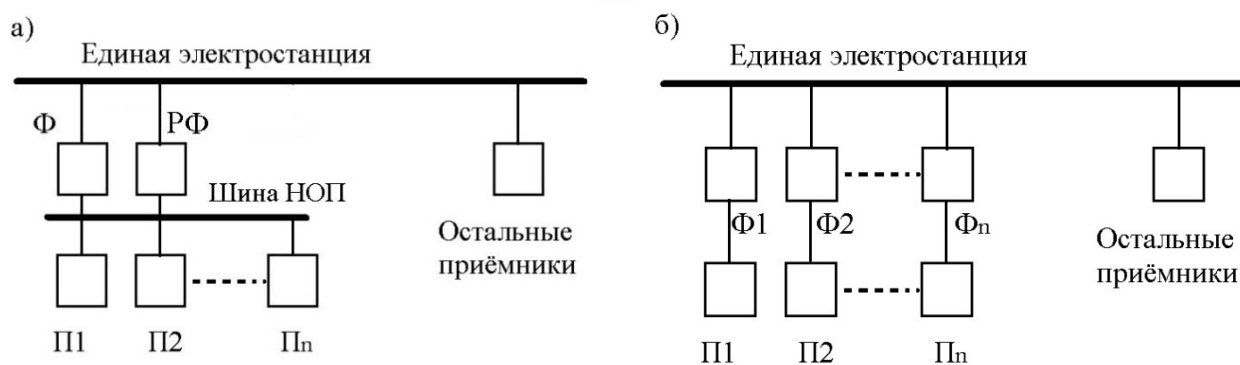 а)
Единая электростанция
Ф
РФ
Шина НОП
Остальные
приёмники
П1
П2
Пn
б)
Единая электростанция
Ф1
Ф2
Фn
Остальные
приёмники
П1
П2
Пn